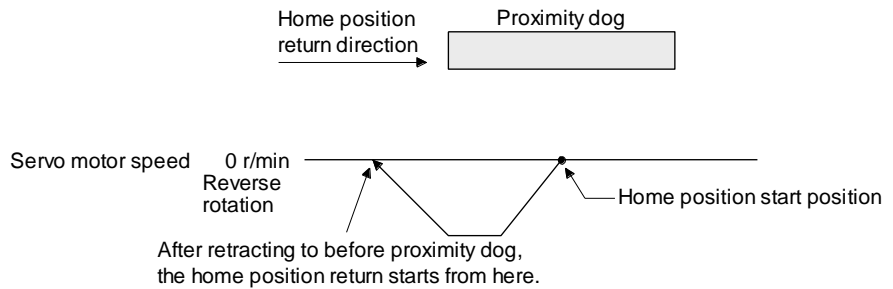 Home position
return direction
Proximity dog
Servo motor speed 0 r/min
Reverse
rotation
Home position start position
After retracting to before proximity dog,
the home position return starts from here.